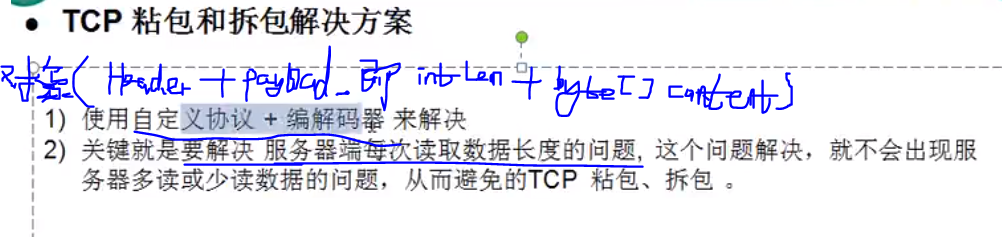 ● TCP 粘包和拆包解决方案
对象( Header + payload 即 int len + byte[] content)
1) 使用自定义协议 + 编解码器 来解决
2) 关键就是要解决 服务器端每次读取数据长度的问题, 这个问题解决，就不会出现服
务器多读或少读数据的问题，从而避免的TCP 粘包、拆包 。